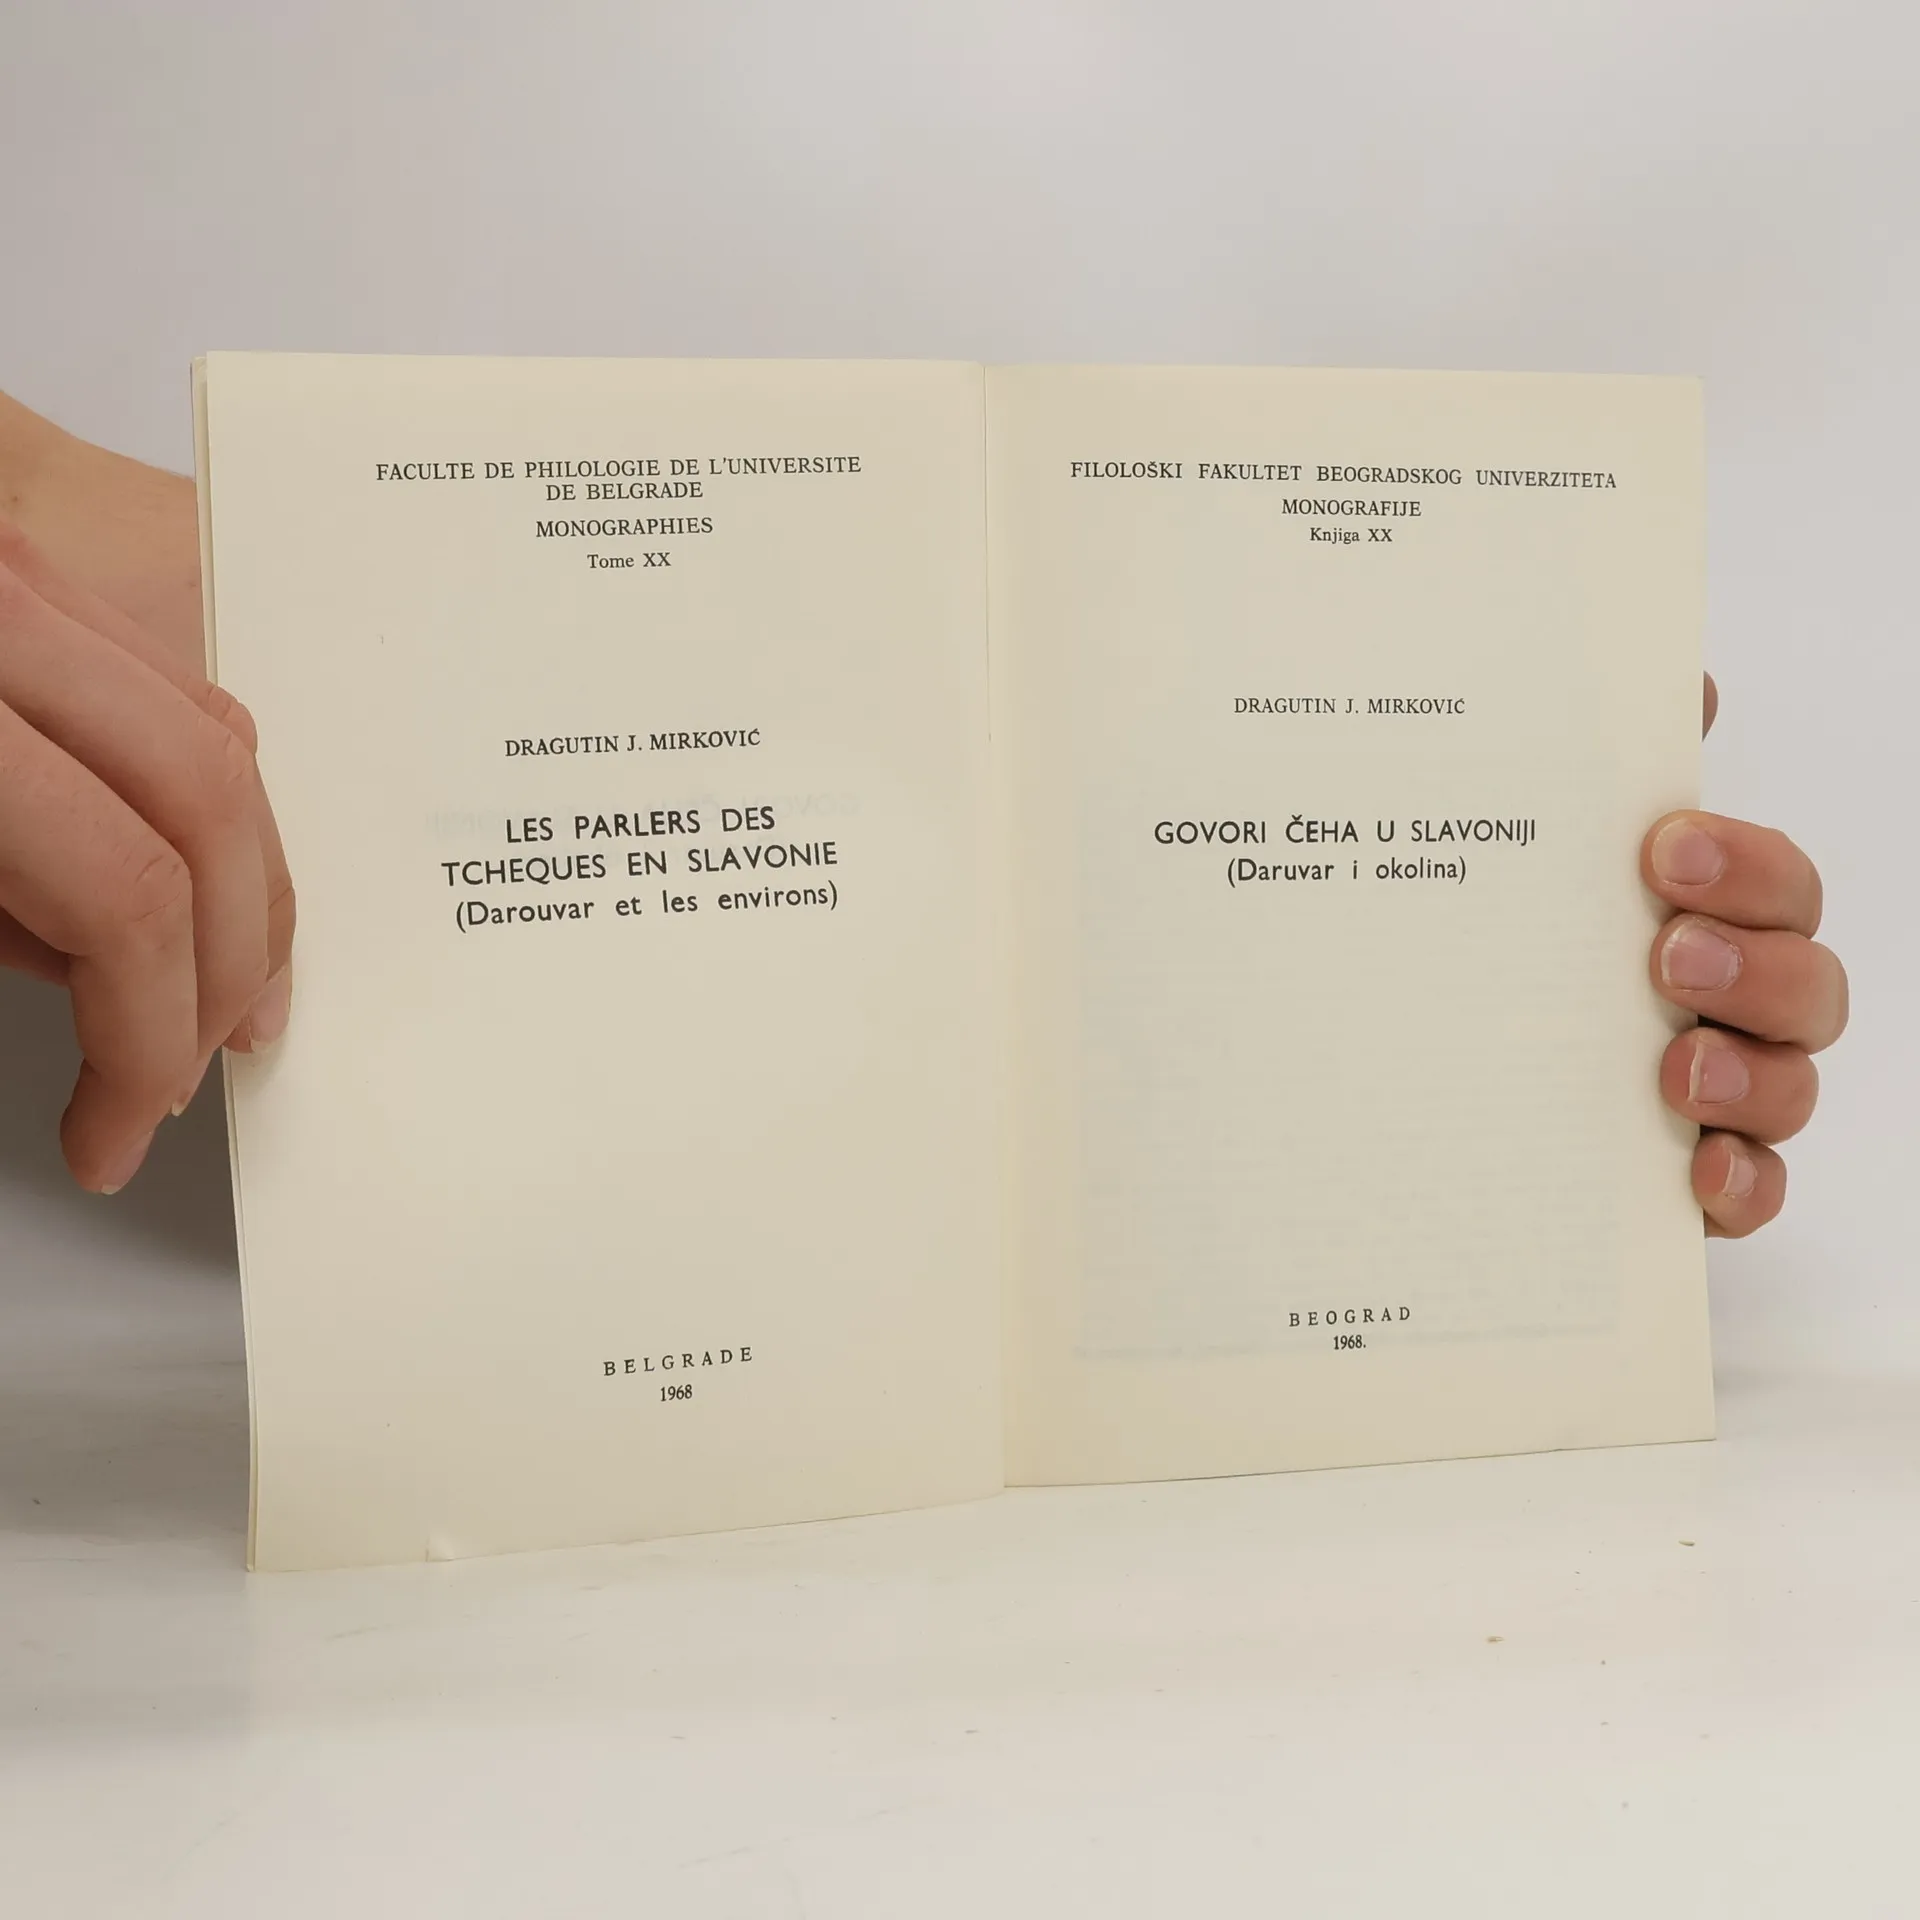 FACULTE DE PHILOLOGIE DE L'UNIVERSITE
DE BELGRADE
MONOGRAPHIES
Tome XX
DRAGUTIN J. MIRKOVIĆ
LES PARLERS DES
TCHEQUES EN SLAVONIE
(Darouvar et les environs)
BELGRADE
1968
FILOLOŠKI FAKULTET BEOGRADSKOG UNIVERZITETA
MONOGRAFIJE
Knjiga XX
DRAGUTIN J. MIRKOVIĆ
GOVORI ČEHA U SLAVONIJI
(Daruvar i okolina)
BEOGRAD
1968.